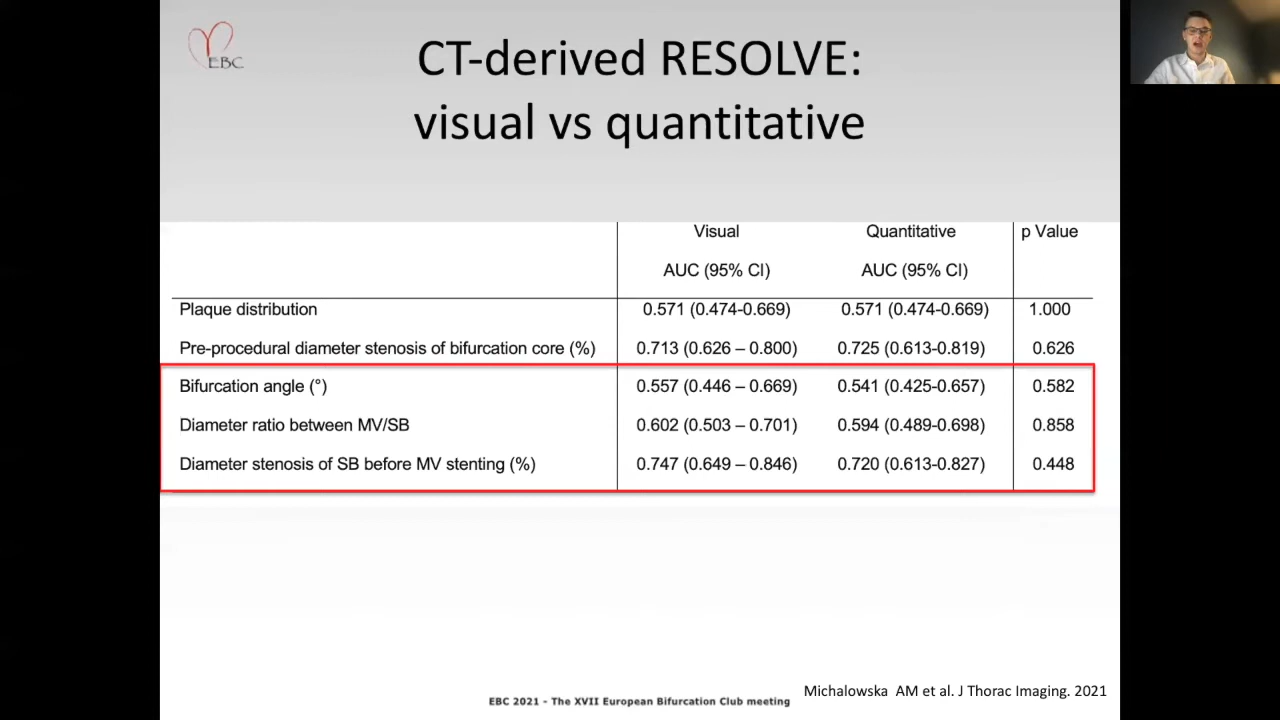 EBC
CT-derived RESOLVE:
visual vs quantitative
Visual Quantitative p Value
AUC (95% CI) AUC (95% CI)
Plaque distribution 0.571 (0.474-0.669) 0.571 (0.474-0.669) 1.000
Pre-procedural diameter stenosis of bifurcation core (%) 0.713 (0.626 – 0.800) 0.725 (0.613-0.819) 0.626
Bifurcation angle (°) 0.557 (0.446 – 0.669) 0.541 (0.425-0.657) 0.582
Diameter ratio between MV/SB 0.602 (0.503 – 0.701) 0.594 (0.489-0.698) 0.858
Diameter stenosis of SB before MV stenting (%) 0.747 (0.649 – 0.846) 0.720 (0.613-0.827) 0.448
Michalowska AM et al. J Thorac Imaging. 2021
EBC 2021 - The XVII European Bifurcation Club meeting